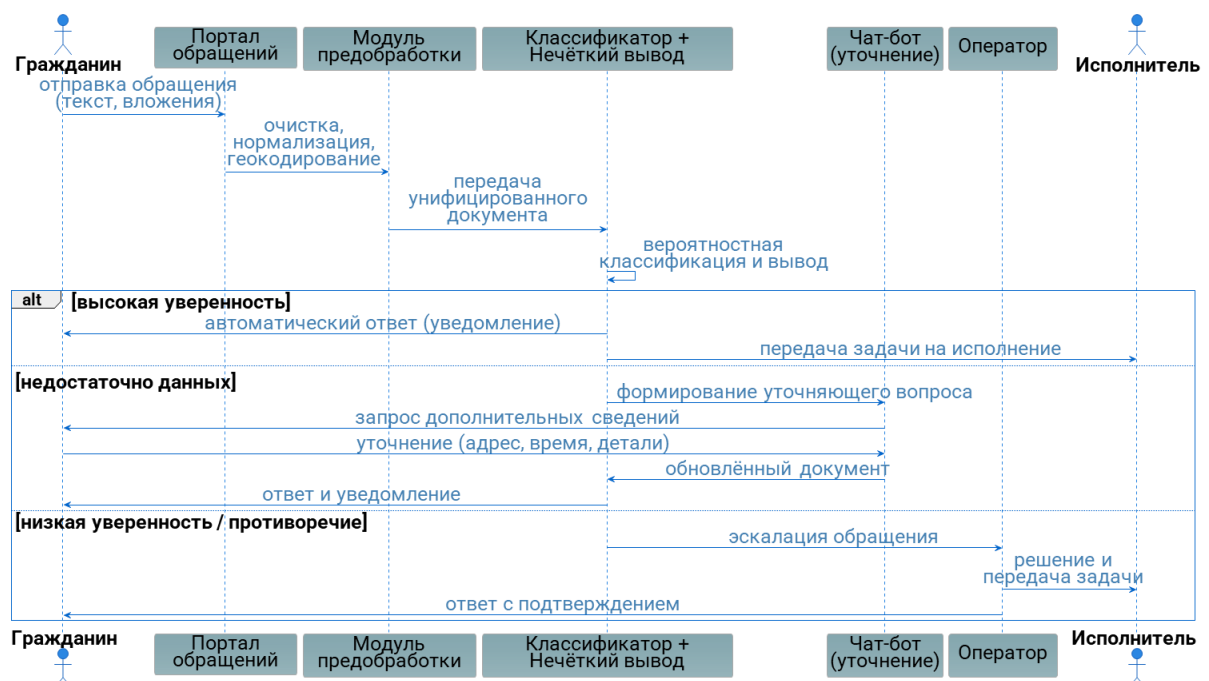 Гражданин
Портал
обращений
Модуль
предобработки
Классификатор +
Нечёткий вывод
Чат-бот
(уточнение)
Оператор
Исполнитель
отправка обращения
(текст, вложения)
очистка,
нормализация,
геокодирование
передача
унифицированного
документа
вероятностная
классификация и вывод
alt
[высокая уверенность]
автоматический ответ (уведомление)
передача задачи на исполнение
[недостаточно данных]
формирование уточняющего вопроса
запрос дополнительных сведений
уточнение (адрес, время, детали)
обновлённый документ
ответ и уведомление
[низкая уверенность / противоречие]
эскалация обращения
решение и
передача задачи
ответ с подтверждением
Гражданин
Портал
обращений
Модуль
предобработки
Классификатор +
Нечёткий вывод
Чат-бот
(уточнение)
Оператор
Исполнитель